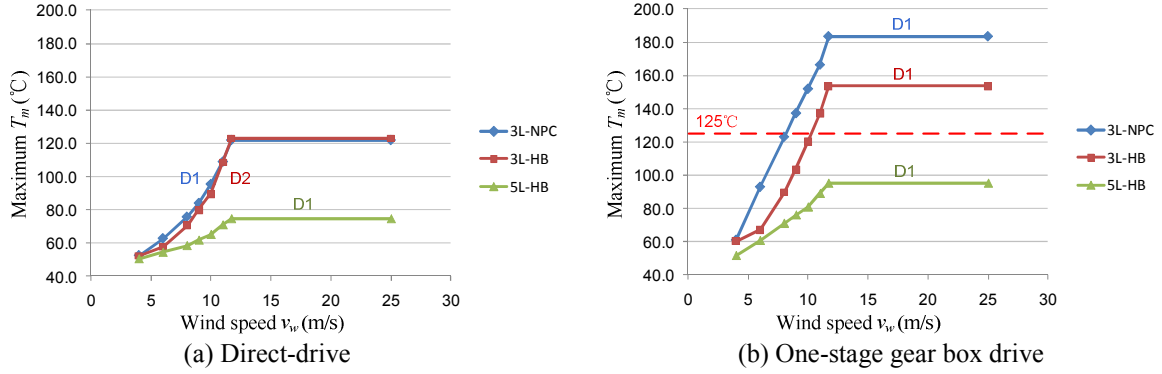 200.0
180.0
160.0
140.0
120.0
100.0
80.0
60.0
40.0
Maximum Tm (℃)
D1
D2
D1
0 5 10 15 20 25 30
Wind speed vw (m/s)
3L-NPC
3L-HB
5L-HB
(a) Direct-drive
200.0
180.0
160.0
140.0
120.0
100.0
80.0
60.0
40.0
Maximum Tm (℃)
D1
D1
125℃
D1
0 5 10 15 20 25 30
Wind speed vw (m/s)
3L-NPC
3L-HB
5L-HB
(b) One-stage gear box drive